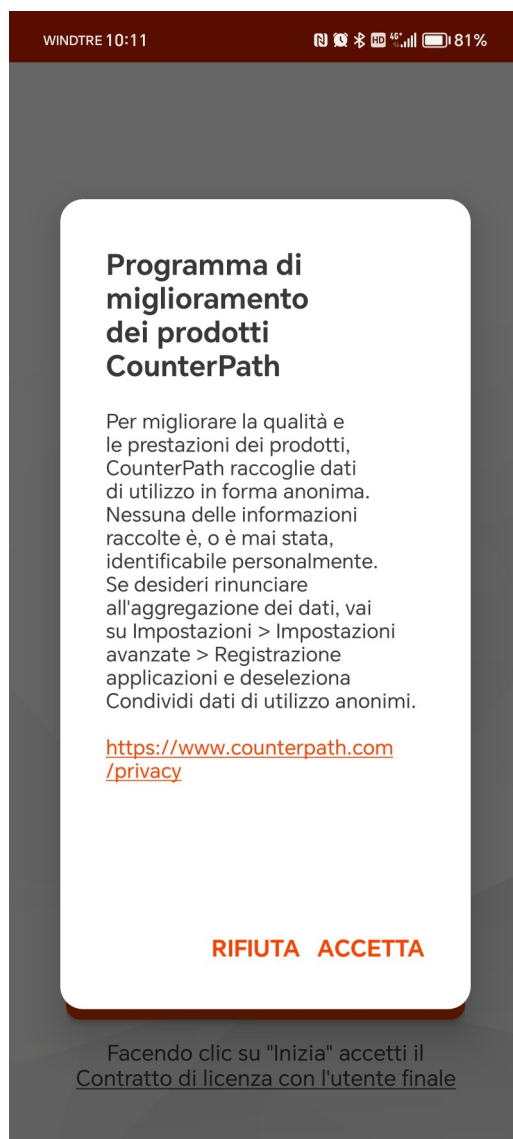 WINDTRE 10:11 HD 4G+ 81%
Programma di
miglioramento
dei prodotti
CounterPath
Per migliorare la qualità e
le prestazioni dei prodotti,
CounterPath raccoglie dati
di utilizzo in forma anonima.
Nessuna delle informazioni
raccolte è, o è mai stata,
identificabile personalmente.
Se desideri rinunciare
all'aggregazione dei dati, vai
su Impostazioni > Impostazioni
avanzate > Registrazione
applicazioni e deseleziona
Condividi dati di utilizzo anonimi.
https://www.counterpath.com
/privacy
RIFIUTA ACCETTA
Facendo clic su "Inizia" accetti il
Contratto di licenza con l'utente finale